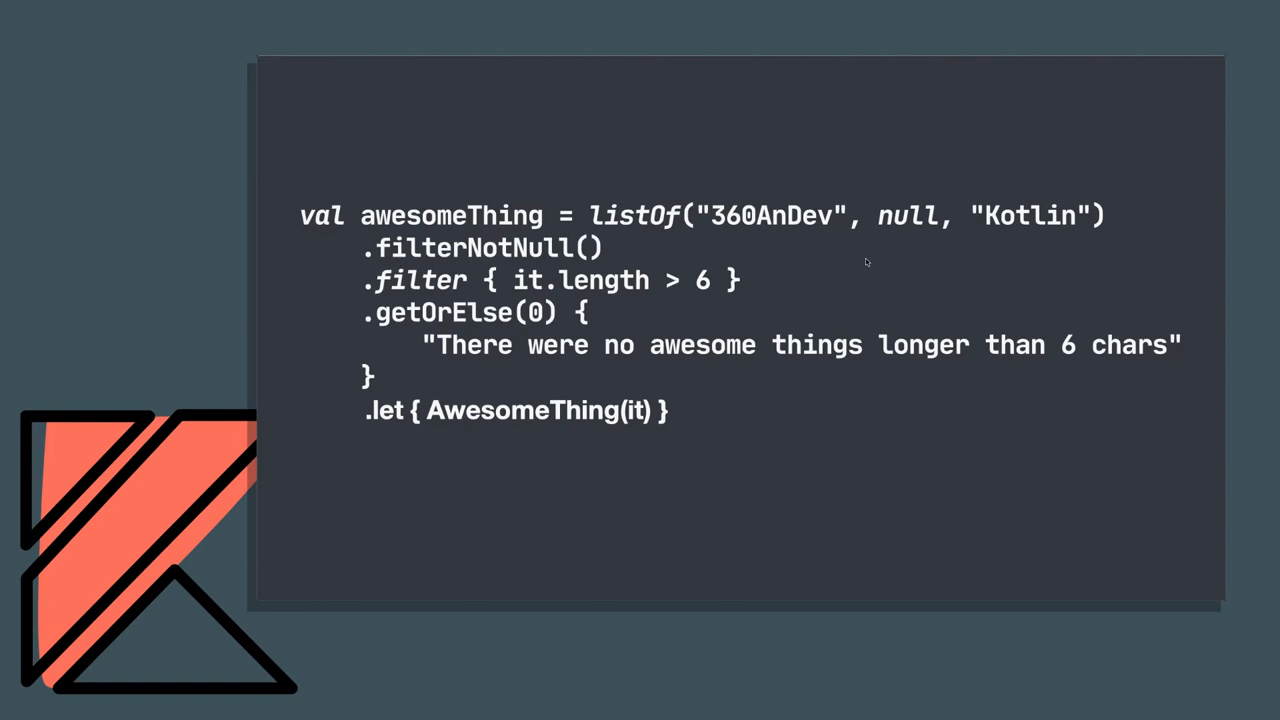 val awesomeThing = listOf("360AnDev", null, "Kotlin")
.filterNotNull()
.filter { it.length > 6 }
.getOrElse(0) {
"There were no awesome things longer than 6 chars"
}
.let { AwesomeThing(it) }